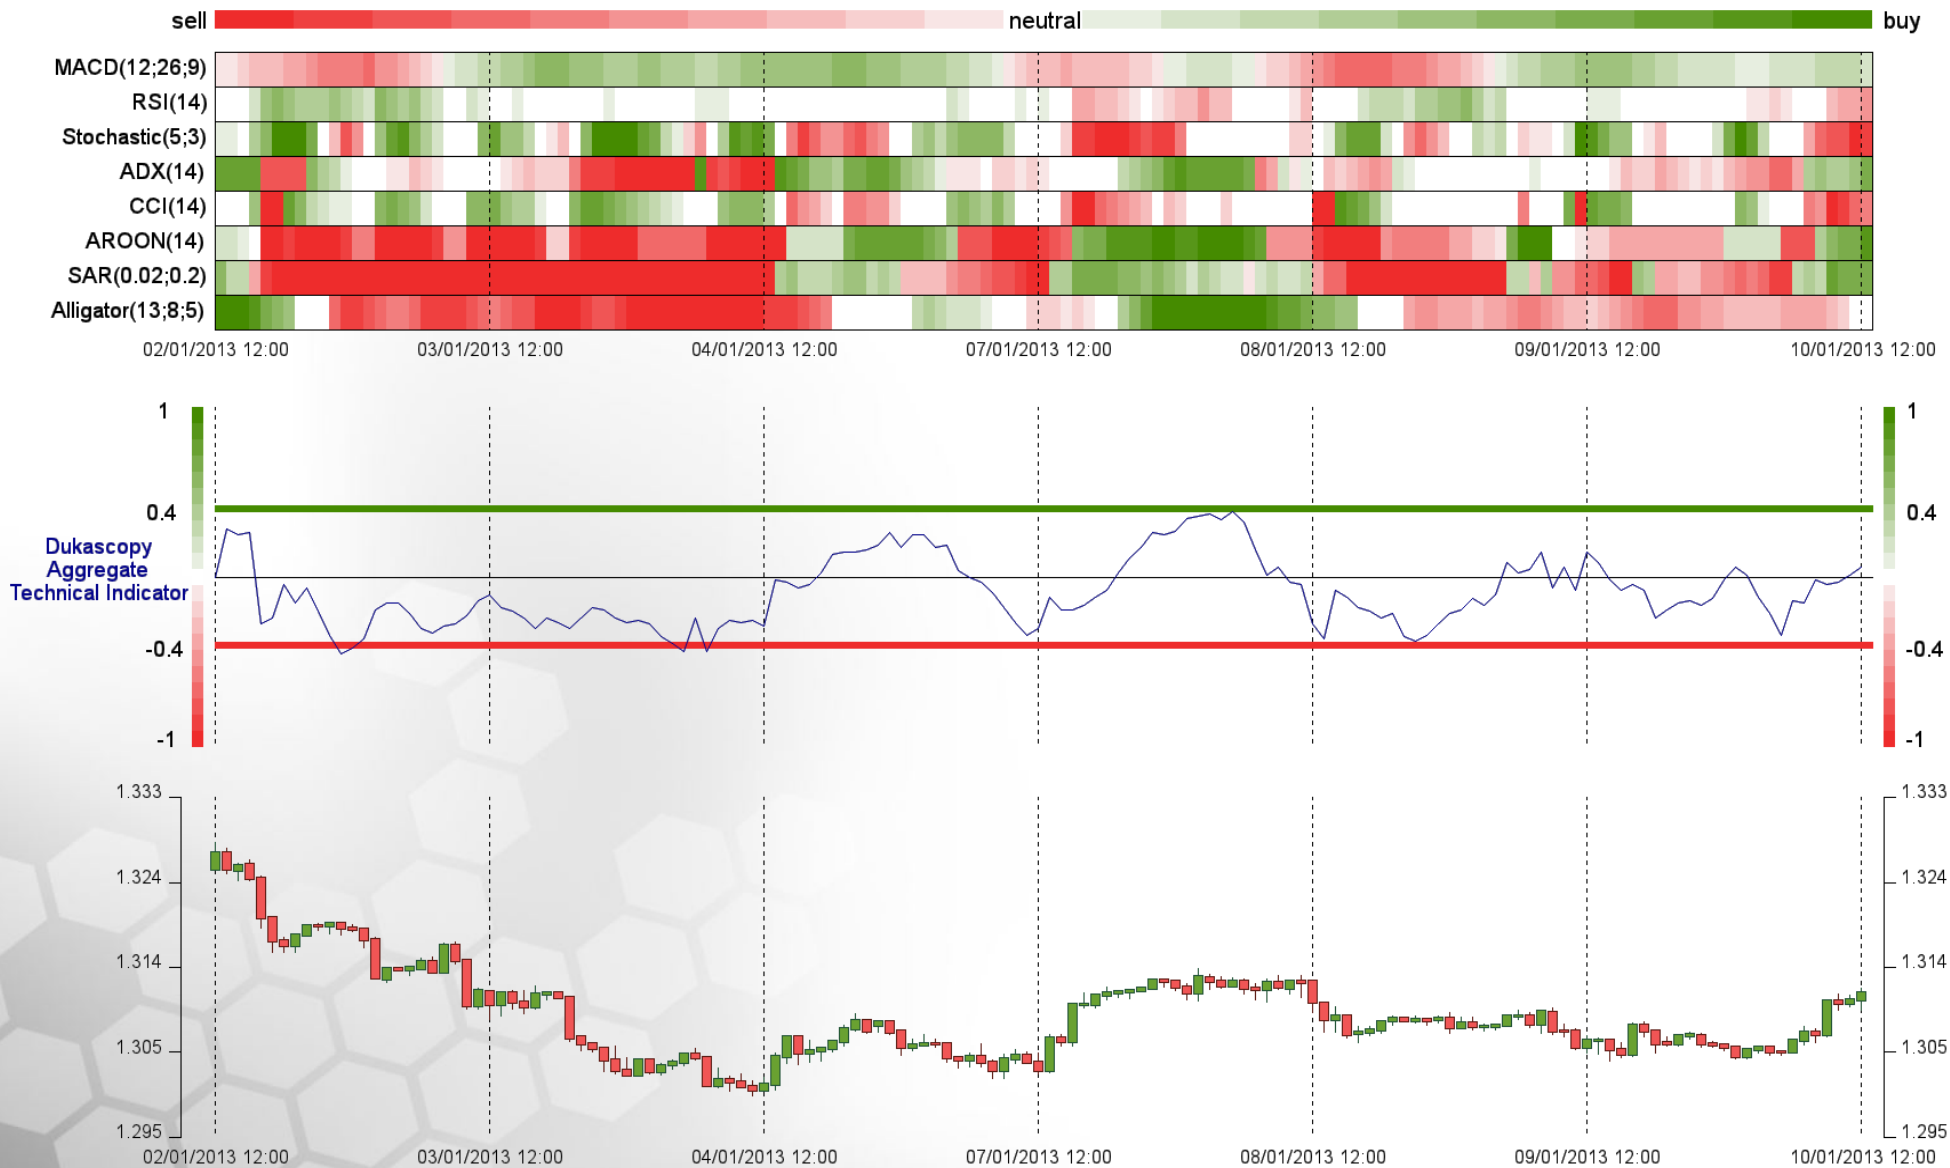 sell neutral buy
MACD(12;26;9)
RSI(14)
Stochastic(5;3)
ADX(14)
CCI(14)
AROON(14)
SAR(0.02;0.2)
Alligator(13;8;5)
02/01/2013 12:00 03/01/2013 12:00 04/01/2013 12:00 07/01/2013 12:00 08/01/2013 12:00 09/01/2013 12:00 10/01/2013 12:00
1 1
0.4 0.4
Dukascopy
Aggregate
Technical Indicator
-0.4 -0.4
-1 -1
1.333 1.333
1.324 1.324
1.314 1.314
1.305 1.305
1.295 1.295
02/01/2013 12:00 03/01/2013 12:00 04/01/2013 12:00 07/01/2013 12:00 08/01/2013 12:00 09/01/2013 12:00 10/01/2013 12:00